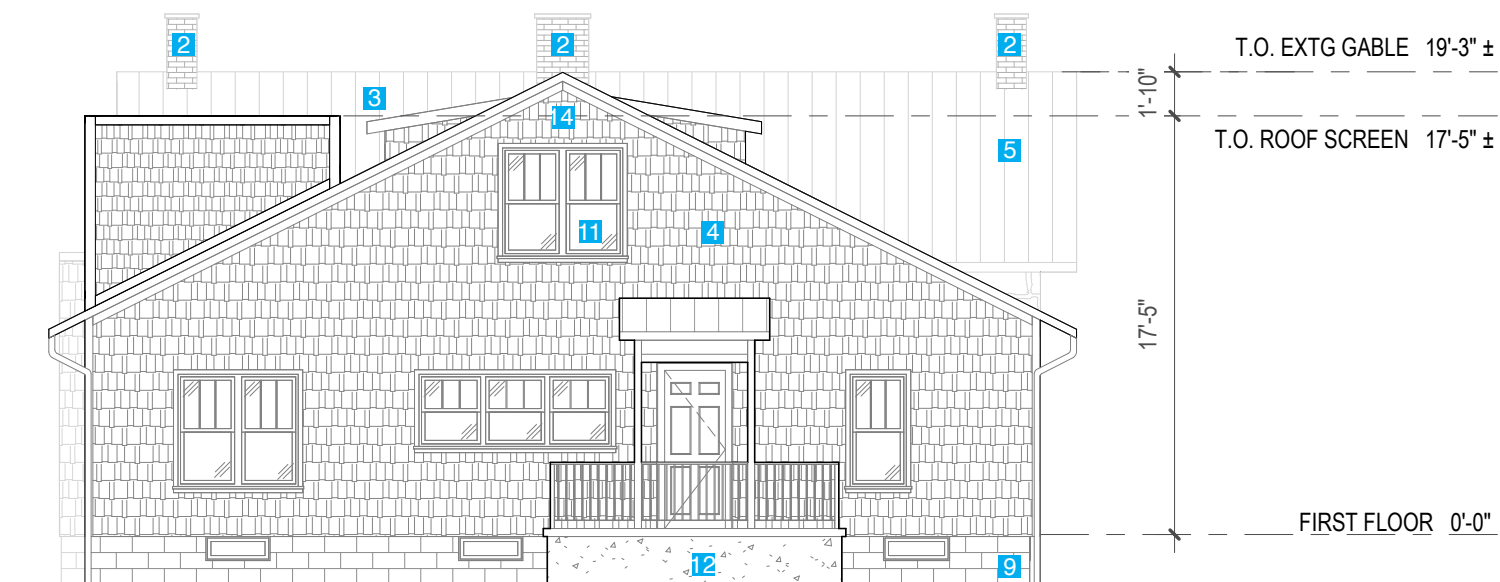 2 2 2
T.O. EXTG GABLE 19'-3" ±
1'-10"
3
14
T.O. ROOF SCREEN 17'-5" ±
5
11
4
17'-5"
FIRST FLOOR 0'-0"
12
9